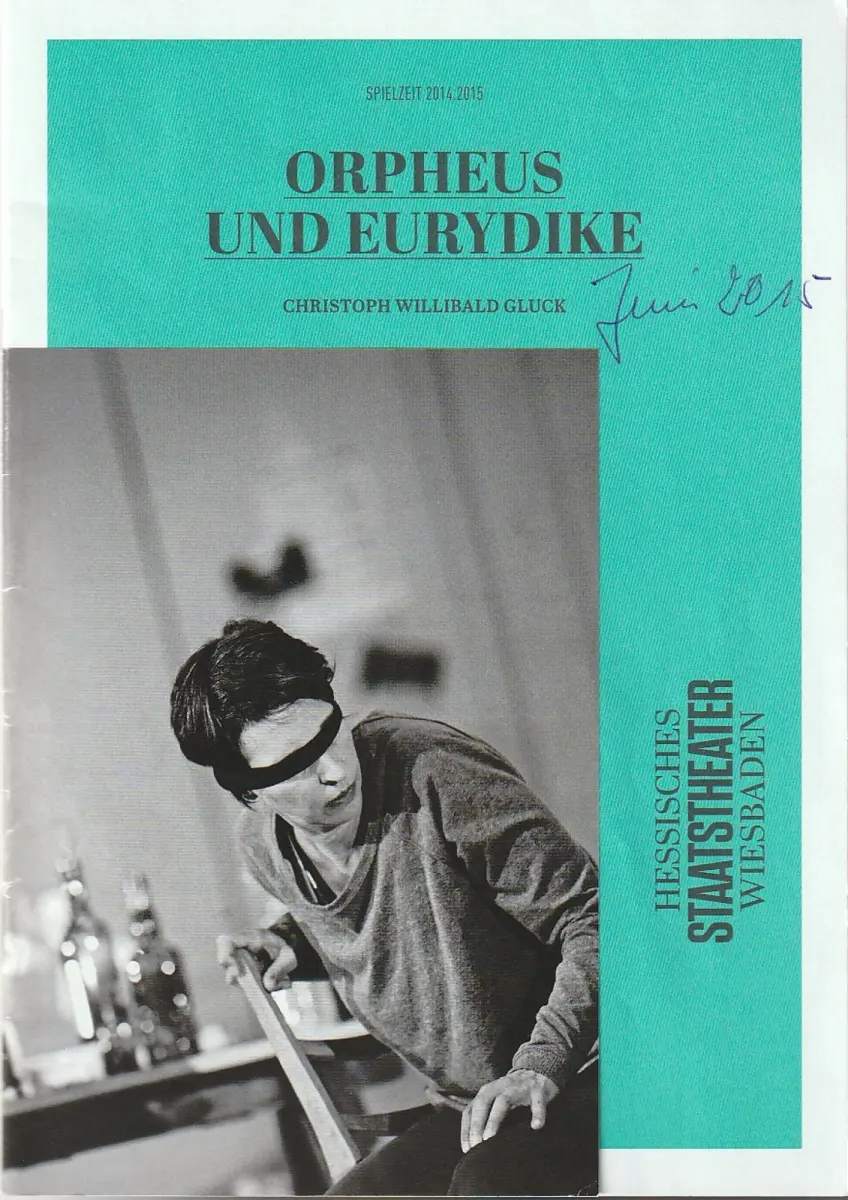 SPIELZEIT 2014.2015
ORPHEUS
UND EURYDIKE
CHRISTOPH WILLIBALD GLUCK
Juni 2015
HESSISCHES
STAATSTHEATER
WIESBADEN